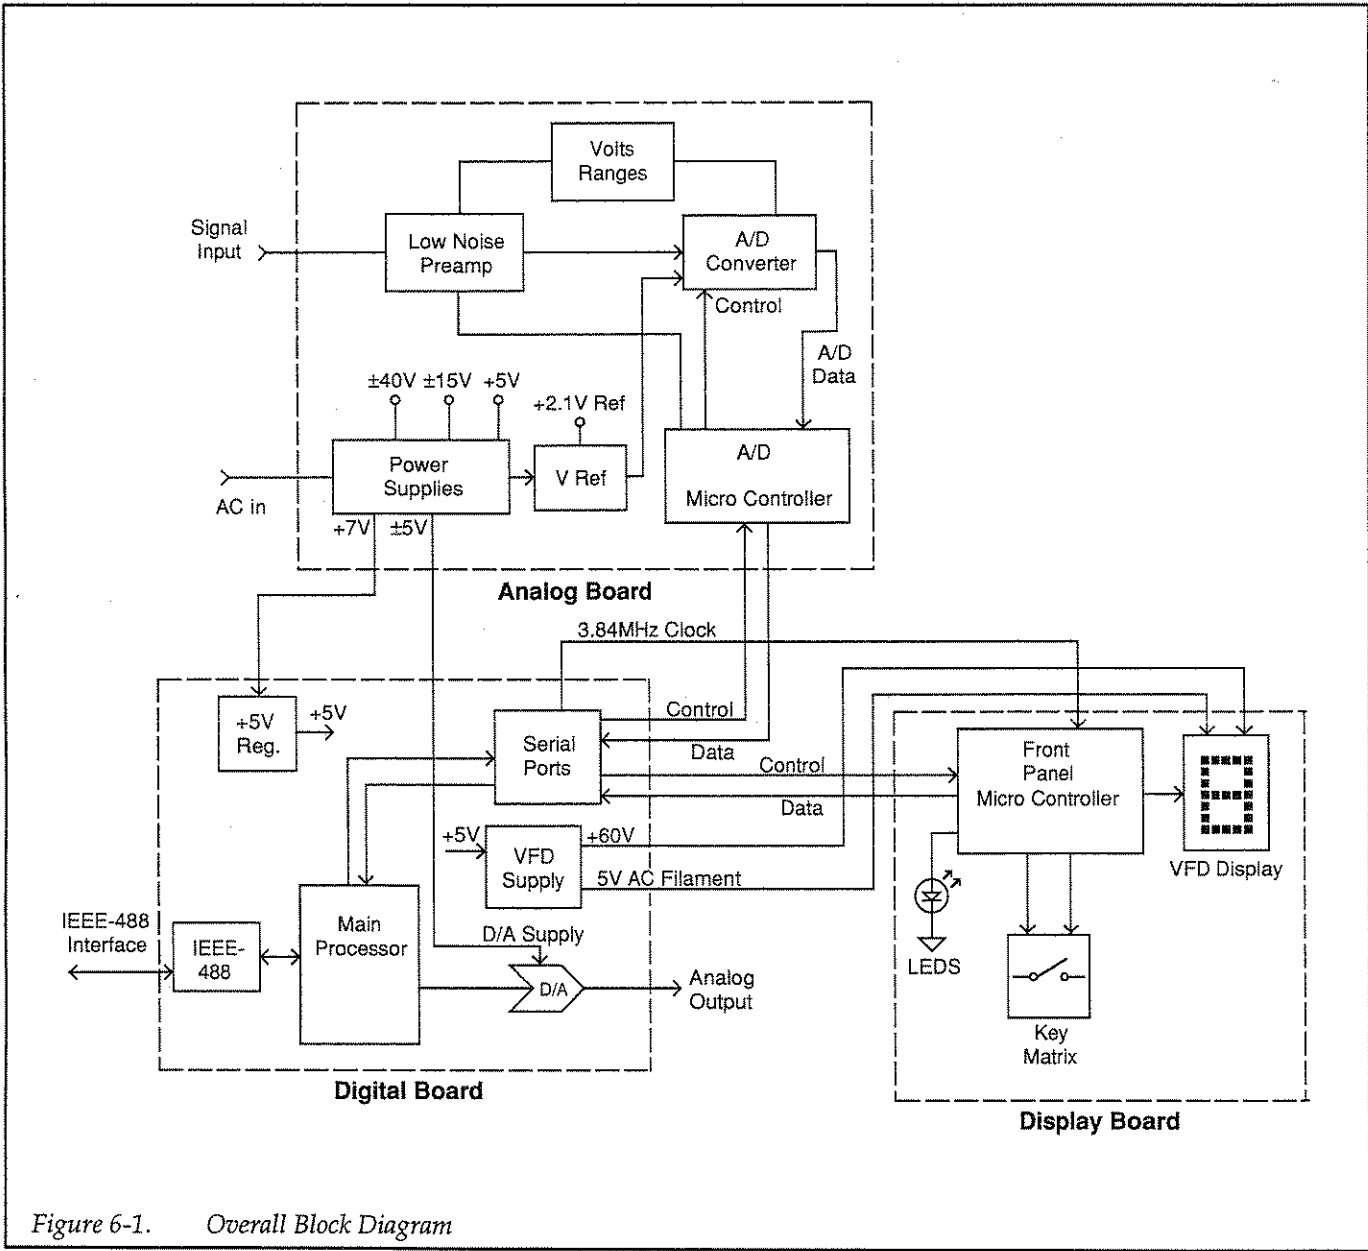 Volts
Ranges
Signal
Input
Low Noise
Preamp
A/D
Converter
Control
A/D
Data
±40V ±15V +5V
+2.1V Ref
Power
Supplies
V Ref
A/D
Micro Controller
AC in
+7V ±5V
Analog Board
3.84MHz Clock
+5V
Reg.
+5V
Serial
Ports
Control
Data
Control
Data
Front
Panel
Micro Controller
VFD Display
+5V
VFD
Supply
+60V
5V AC Filament
IEEE-488
Interface
IEEE-
488
Main
Processor
D/A Supply
D/A
Analog
Output
LEDS
Key
Matrix
Digital Board
Display Board
Figure 6-1. Overall Block Diagram